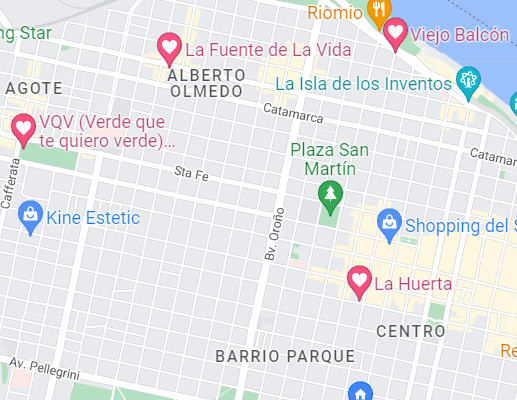 Riomio
Viejo Balcón
ng Star
La Fuente de La Vida
ALBERTO
OLMEDO
La Isla de los Inventos
AGOTE
Catamarca
VQV (Verde que
te quiero verde)...
Plaza San
Martín
Catamar
Sta Fe
Cafferata
Kine Estetic
Bv. Oroño
Shopping del S
La Huerta
CENTRO
Re
BARRIO PARQUE
Av. Pellegrini